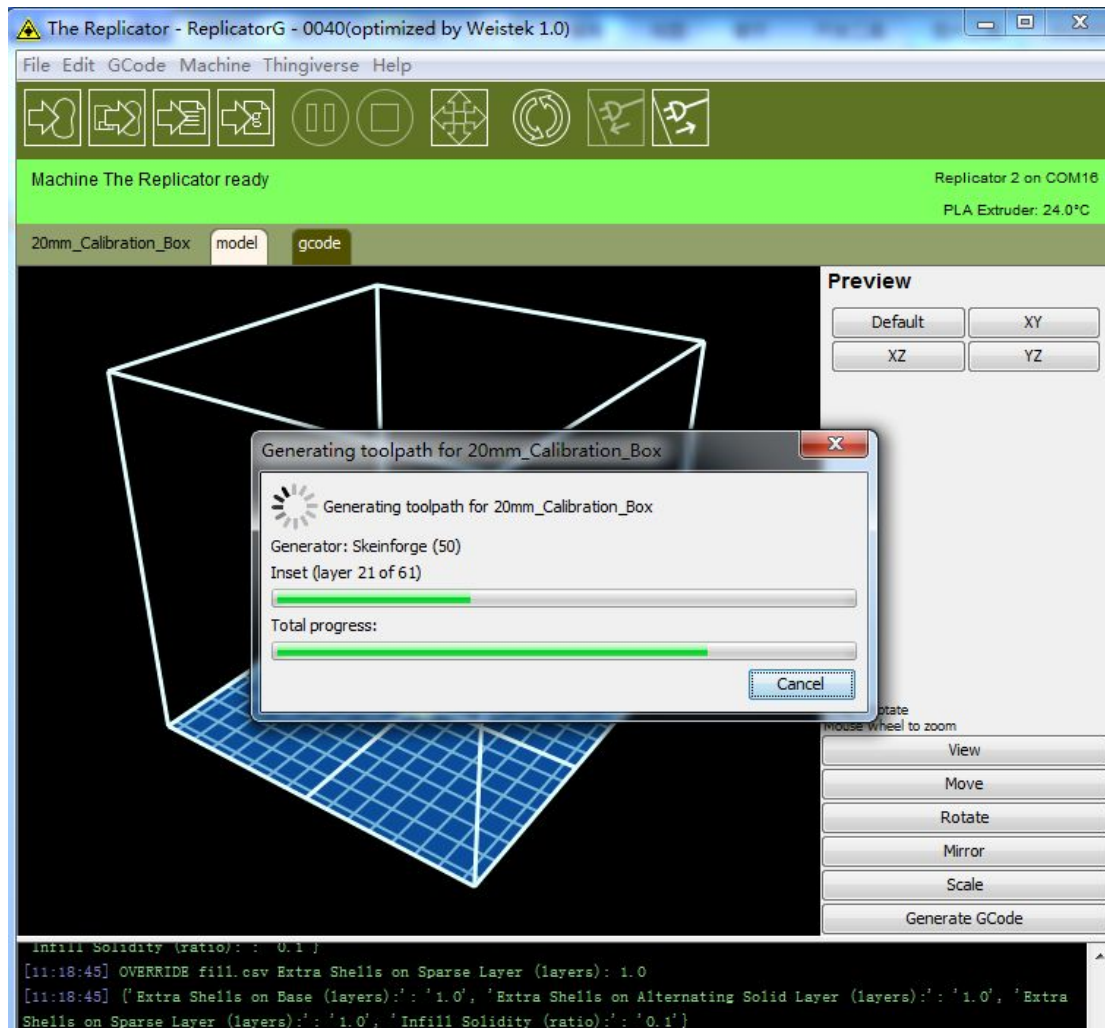 The Replicator - ReplicatorG - 0040(optimized by Weistek 1.0)
File Edit GCode Machine Thingiverse Help
Machine The Replicator ready
Replicator 2 on COM16
PLA Extruder: 24.0°C
20mm_Calibration_Box model gcode
Preview
Default XY
XZ YZ
Generating toolpath for 20mm_Calibration_Box
Generating toolpath for 20mm_Calibration_Box
Generator: Skeinforge (50)
Inset (layer 21 of 61)
Total progress:
Cancel
Mouse wheel to zoom
View
Move
Rotate
Mirror
Scale
Generate GCode
Infill Solidity (ratio): : 0.1 }
[11:18:45] OVERRIDE fill.csv Extra Shells on Sparse Layer (layers): 1.0
[11:18:45] {'Extra Shells on Base (layers):': '1.0', 'Extra Shells on Alternating Solid Layer (layers):': '1.0', 'Extra
Shells on Sparse Layer (layers):': '1.0', 'Infill Solidity (ratio):': '0.1'}